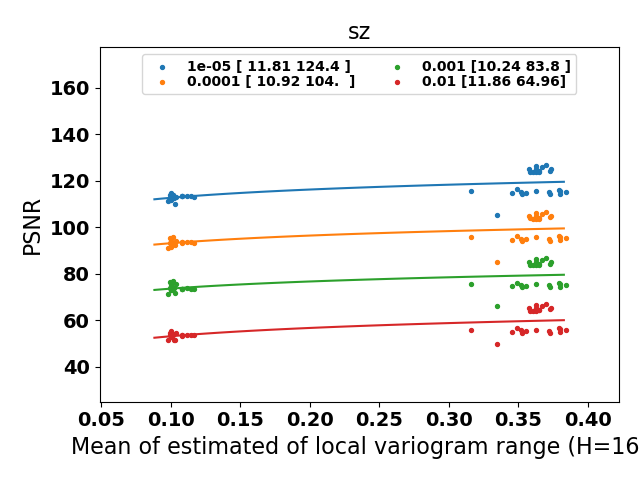 sz
1e-05 [ 11.81 124.4 ]
0.0001 [ 10.92 104.  ]
0.001 [10.24 83.8 ]
0.01 [11.86 64.96]
PSNR
160
140
120
100
80
60
40
0.05 0.10 0.15 0.20 0.25 0.30 0.35 0.40
Mean of estimated of local variogram range (H=16